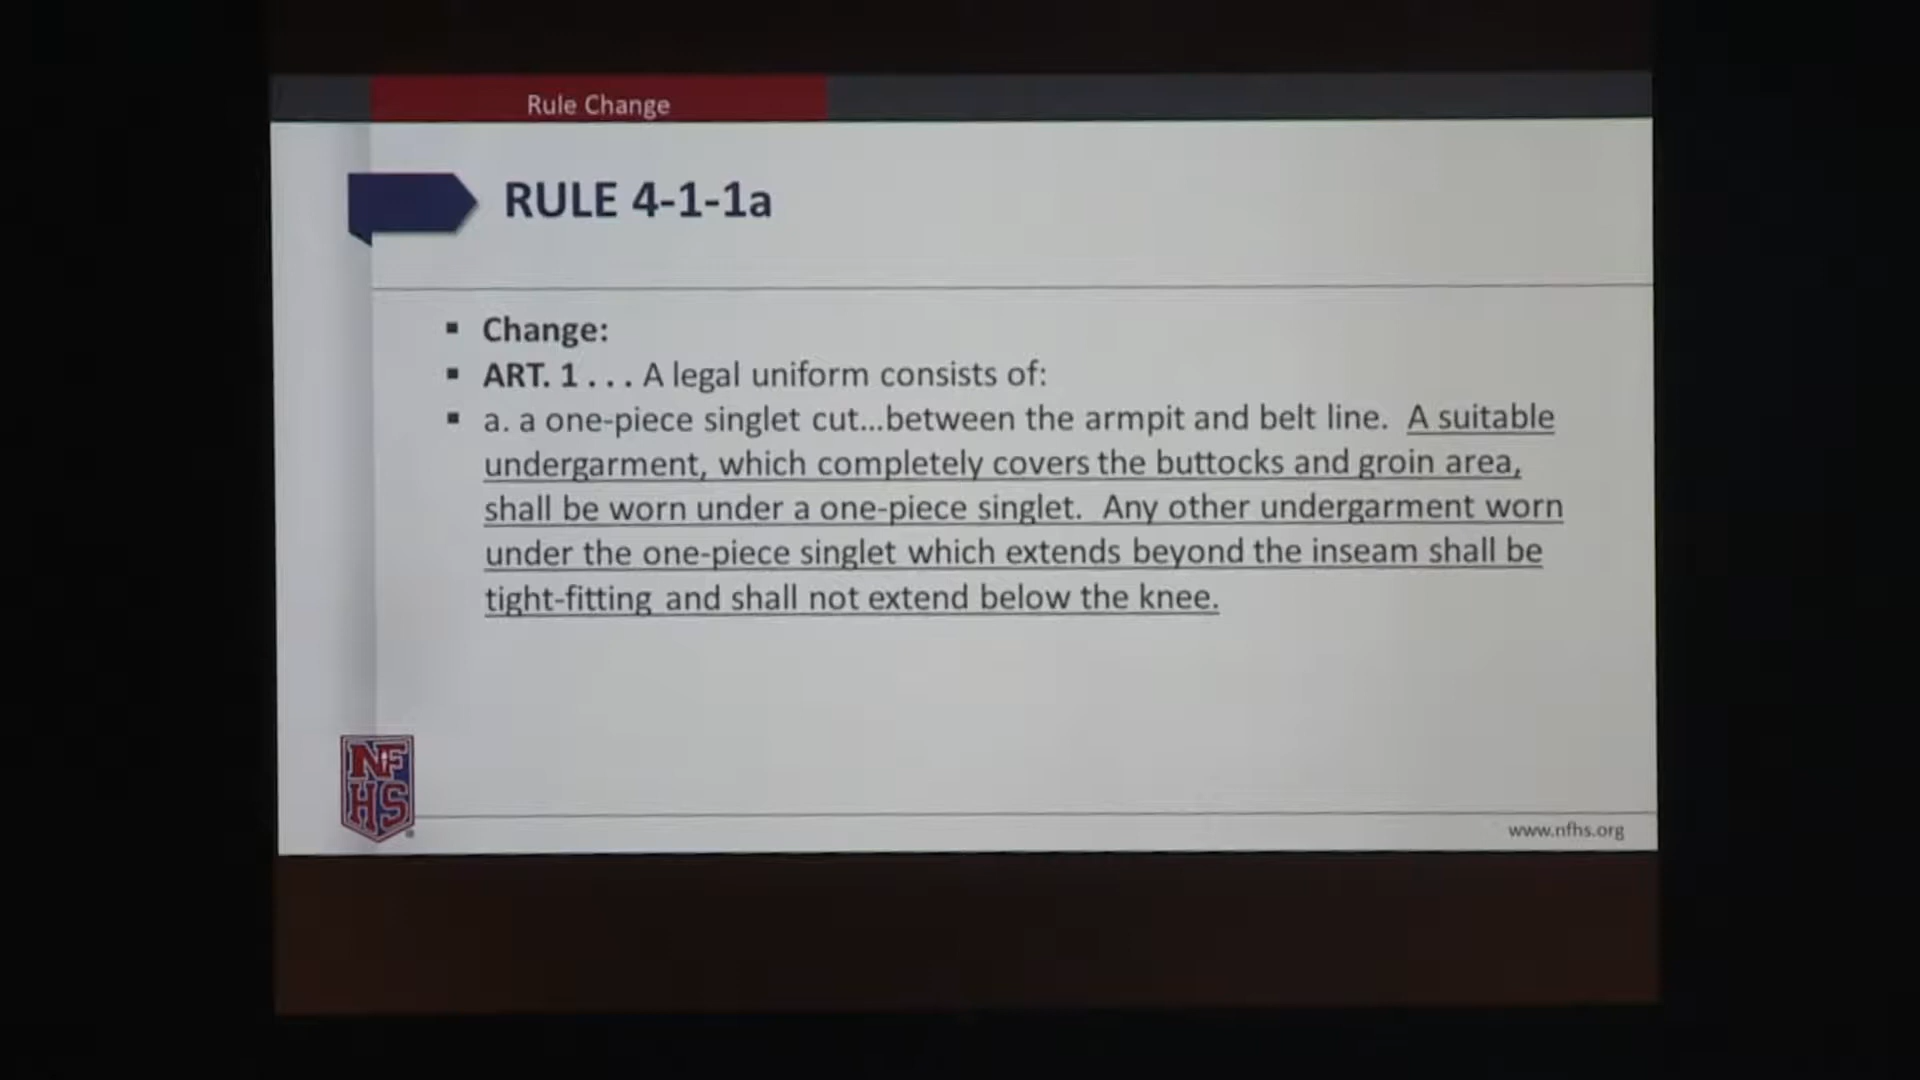 Rule Change
RULE 4-1-1a
▪ Change:
▪ ART. 1 . . . A legal uniform consists of:
▪ a. a one-piece singlet cut...between the armpit and belt line. A suitable
undergarment, which completely covers the buttocks and groin area,
shall be worn under a one-piece singlet. Any other undergarment worn
under the one-piece singlet which extends beyond the inseam shall be
tight-fitting and shall not extend below the knee.
NF
HS
®
www.nfhs.org